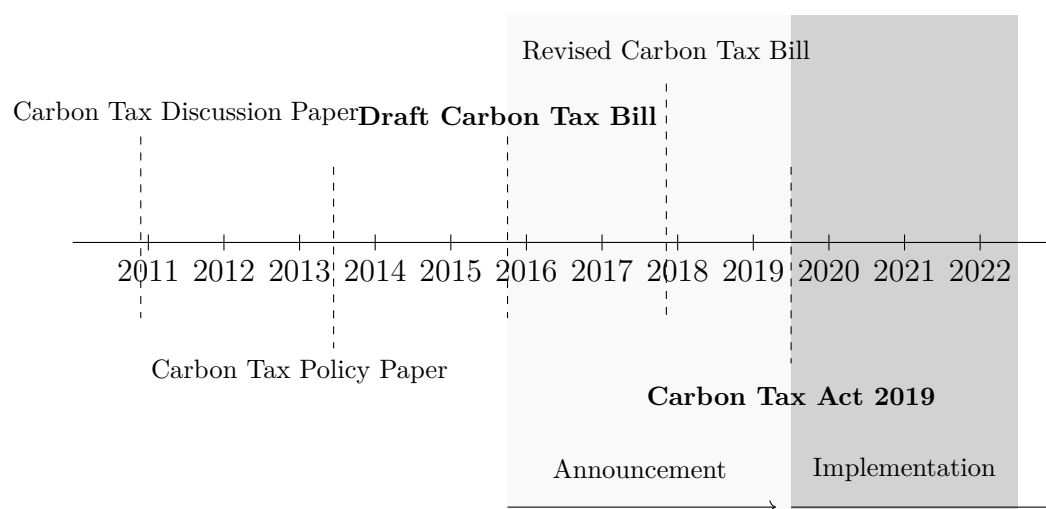 Revised Carbon Tax Bill
Carbon Tax Discussion Paper
Draft Carbon Tax Bill
2011 2012 2013 2014 2015 2016 2017 2018 2019 2020 2021 2022
Carbon Tax Policy Paper
Carbon Tax Act 2019
Announcement
Implementation